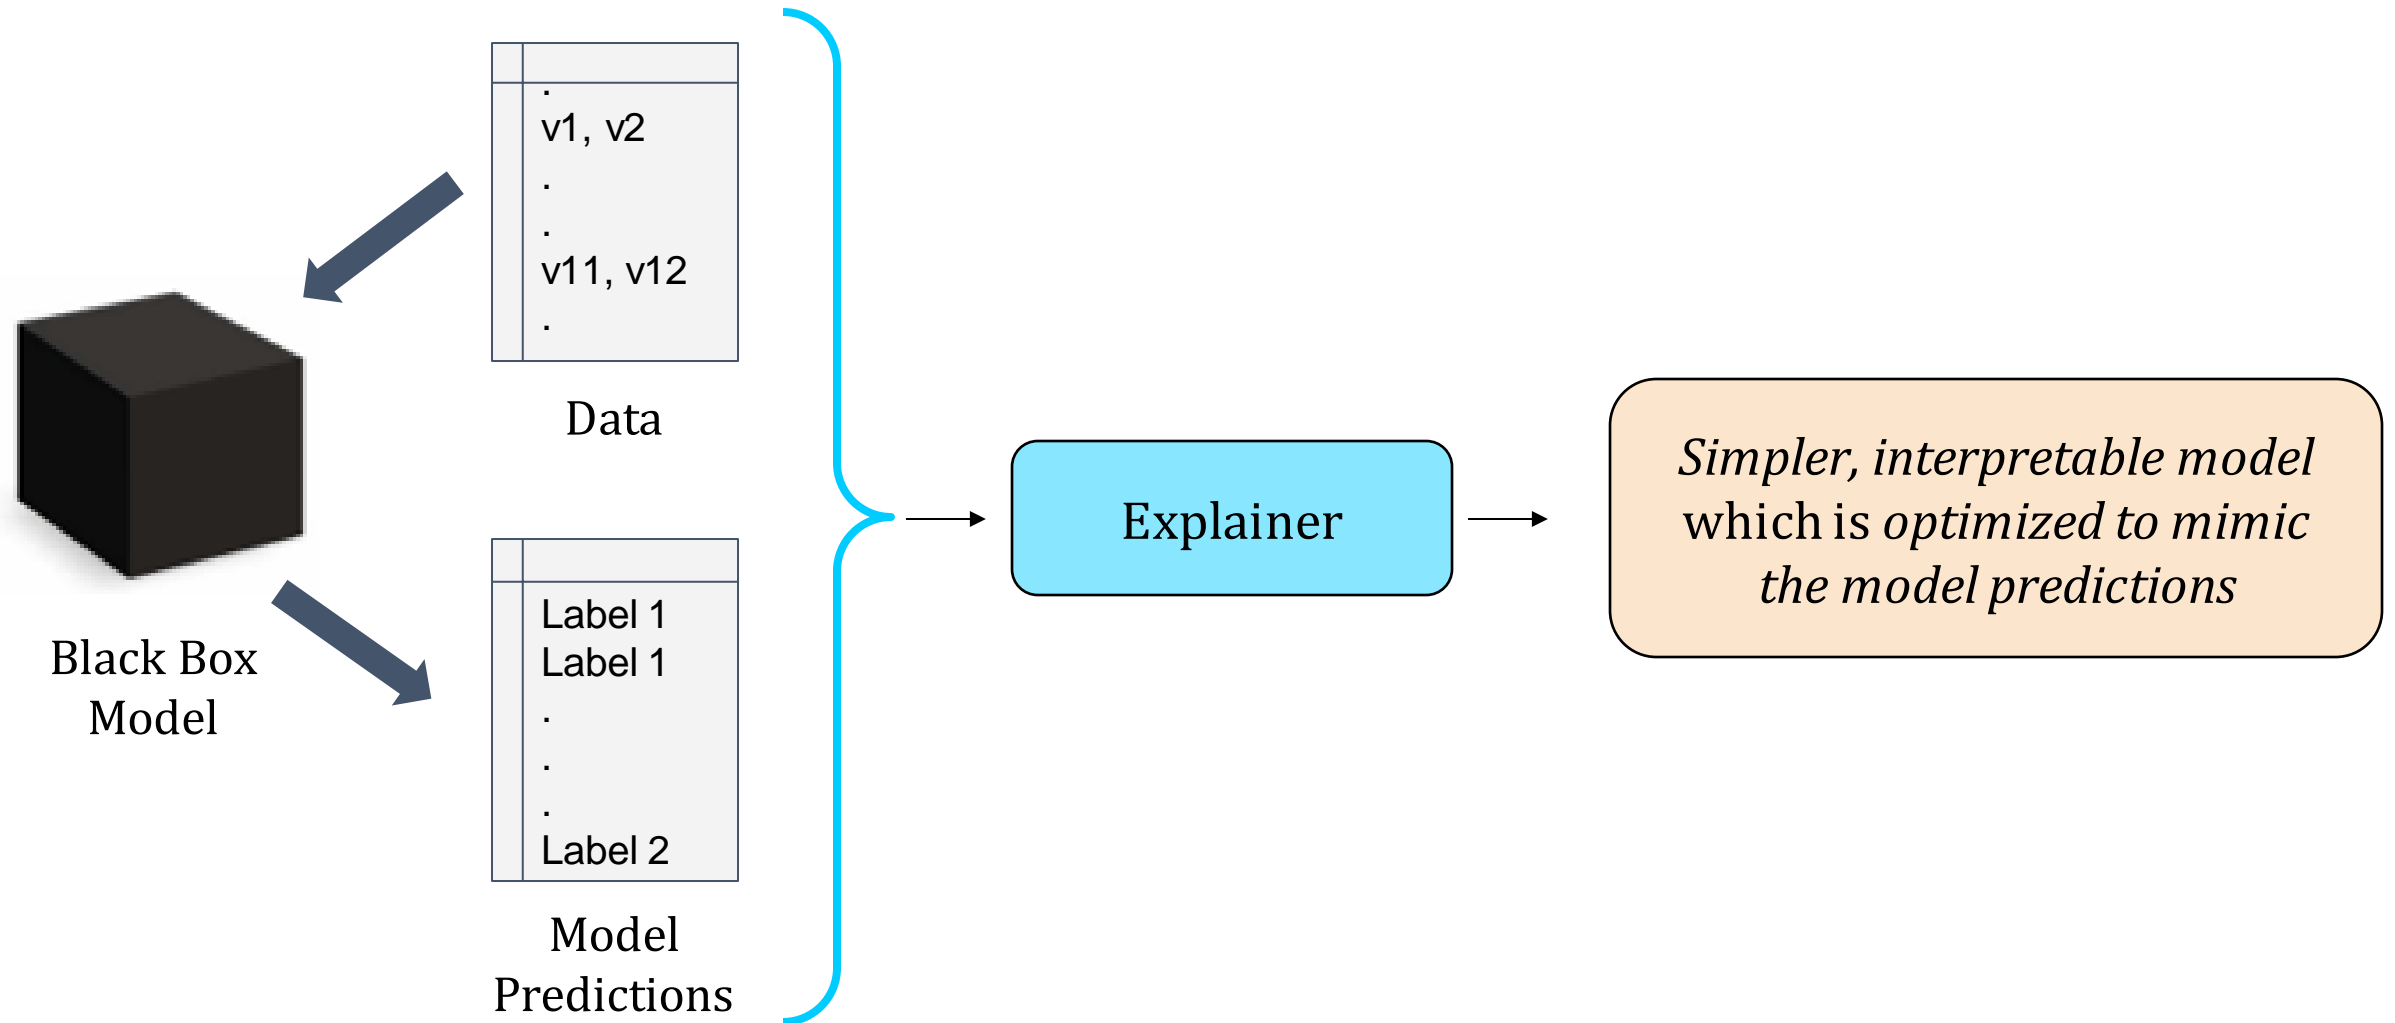 .
v1, v2
.
.
v11, v12
.
Data
Black Box
Model
Label 1
Label 1
.
.
.
Label 2
Model
Predictions
Explainer
Simpler, interpretable model
which is optimized to mimic
the model predictions